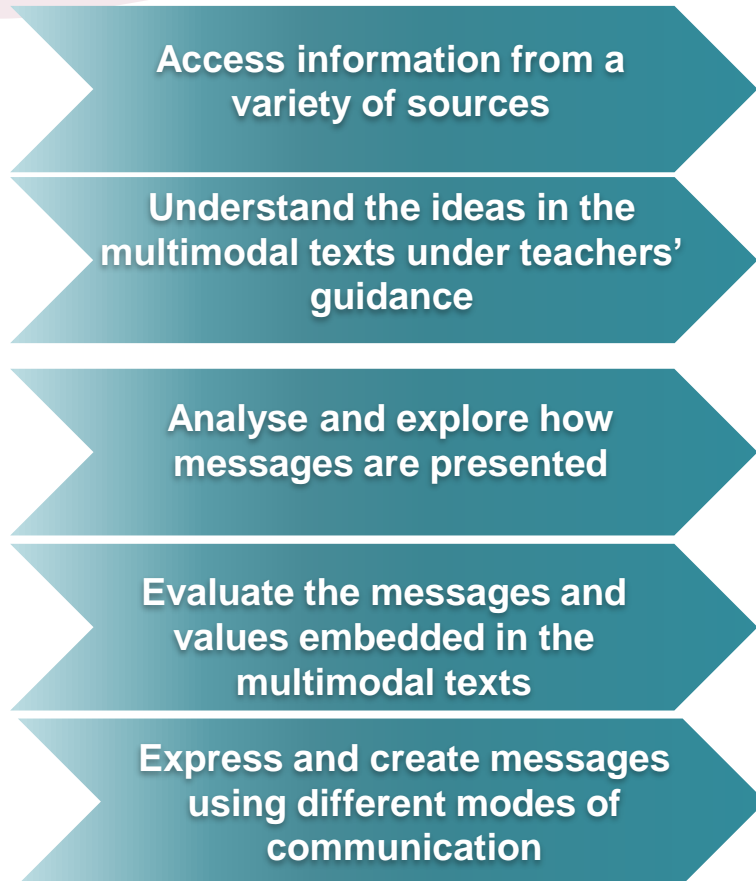 Access information from a
variety of sources
Understand the ideas in the
multimodal texts under teachers’
guidance
Analyse and explore how
messages are presented
Evaluate the messages and
values embedded in the
multimodal texts
Express and create messages
using different modes of
communication